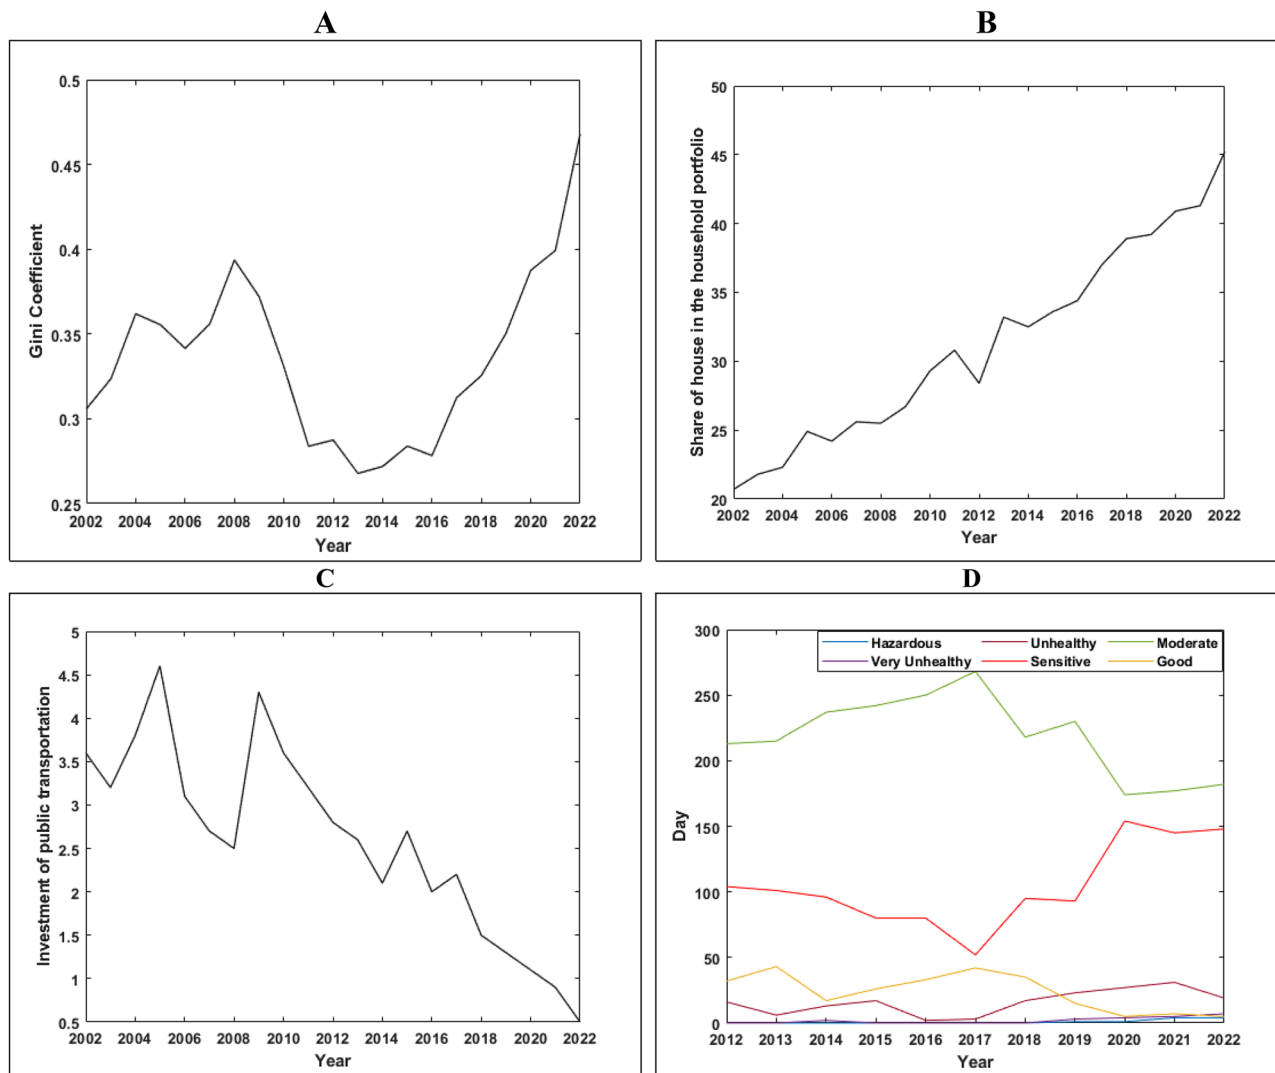 A
Gini Coefficient
0.5
0.45
0.4
0.35
0.3
0.25
2002 2004 2006 2008 2010 2012 2014 2016 2018 2020 2022
Year
B
Share of house in the household portfolio
50
45
40
35
30
25
20
2002 2004 2006 2008 2010 2012 2014 2016 2018 2020 2022
Year
C
Investment of public transportation
5
4.5
4
3.5
3
2.5
2
1.5
1
0.5
2002 2004 2006 2008 2010 2012 2014 2016 2018 2020 2022
Year
D
Day
300
250
200
150
100
50
0
Hazardous Unhealthy Moderate
Very Unhealthy Sensitive Good
2012 2013 2014 2015 2016 2017 2018 2019 2020 2021 2022
Year